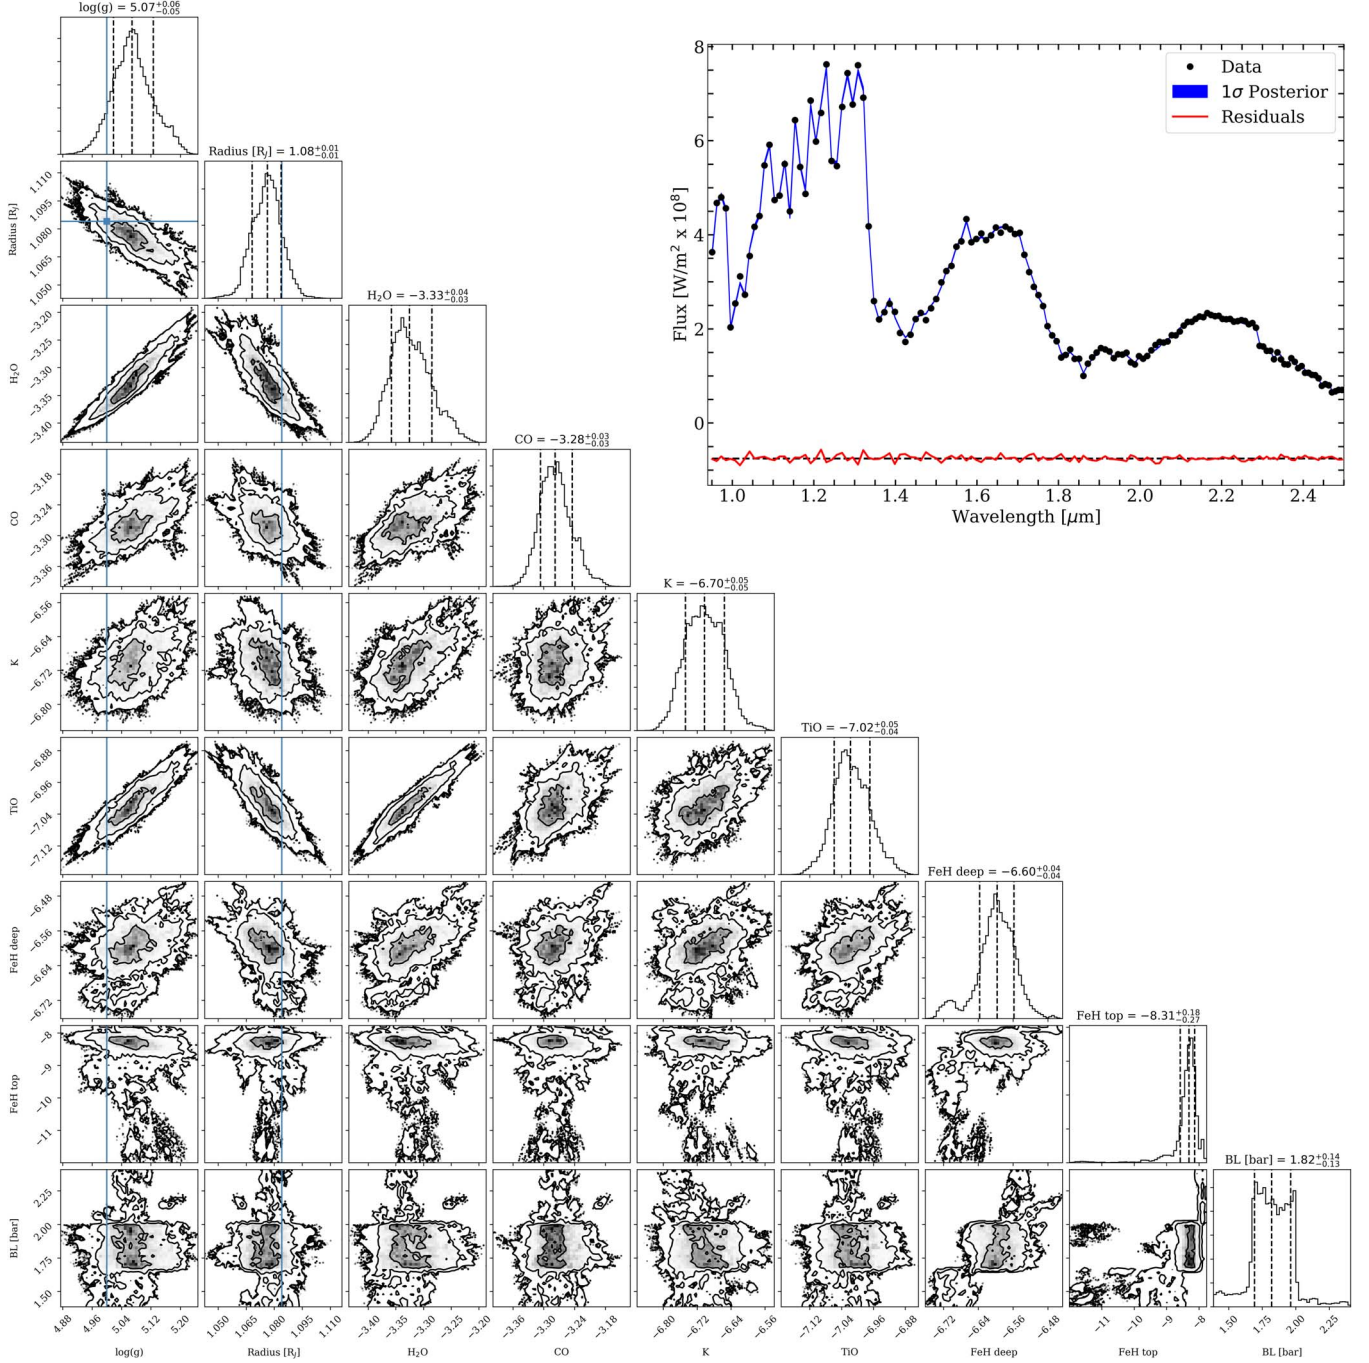 log(g) = 5.07+0.06−0.05
Radius [RJ] = 1.08+0.01−0.01
H2O = −3.33+0.04−0.03
CO = −3.28+0.03−0.03
K = −6.70+0.05−0.05
TiO = −7.02+0.05−0.04
FeH deep = −6.60+0.04−0.04
FeH top = −8.31+0.18−0.27
BL [bar] = 1.82+0.14−0.13
8
6
4
2
0
Flux [W/m² x 10⁸]
Data
1σ Posterior
Residuals
1.0 1.2 1.4 1.6 1.8 2.0 2.2 2.4
Wavelength [μm]
Radius [RJ]
1.110
1.095
1.080
1.065
1.050
H2O
−3.20
−3.25
−3.30
−3.35
−3.40
CO
−3.18
−3.24
−3.30
−3.36
K
−6.56
−6.64
−6.72
−6.80
TiO
−6.88
−6.96
−7.04
−7.12
FeH deep
−6.48
−6.56
−6.64
−6.72
FeH top
−8
−9
−10
−11
BL [bar]
2.25
2.00
1.75
1.50
4.88 4.96 5.04 5.12 5.20
1.050 1.065 1.080 1.095 1.110
−3.40 −3.35 −3.30 −3.25 −3.20
−3.36 −3.30 −3.24 −3.18
−6.80 −6.72 −6.64 −6.56
−7.12 −7.04 −6.96 −6.88
−6.72 −6.64 −6.56 −6.48
−11 −10 −9 −8
1.50 1.75 2.00 2.25
log(g) Radius [RJ] H2O CO K TiO FeH deep FeH top BL [bar]